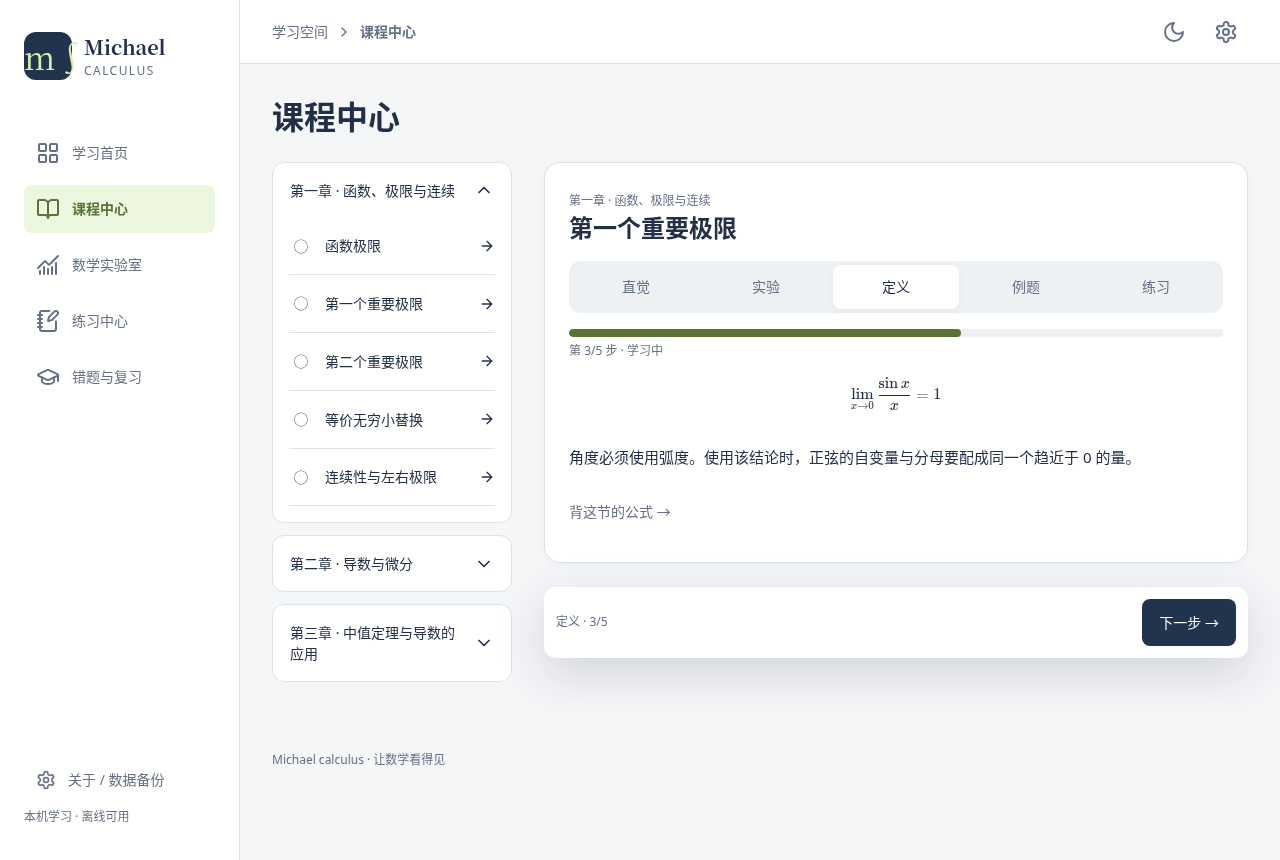 m ∫
Michael
CALCULUS
学习首页
课程中心
数学实验室
练习中心
错题与复习
关于 / 数据备份
本机学习 · 离线可用
学习空间 > 课程中心
课程中心
第一章 · 函数、极限与连续
函数极限 →
第一个重要极限 →
第二个重要极限 →
等价无穷小替换 →
连续性与左右极限 →
第二章 · 导数与微分
第三章 · 中值定理与导数的
应用
第一章 · 函数、极限与连续
第一个重要极限
直觉 实验 定义 例题 练习
第 3/5 步 · 学习中
lim x→0 sin x / x = 1
角度必须使用弧度。使用该结论时，正弦的自变量与分母要配成同一个趋近于 0 的量。
背这节的公式 →
定义 · 3/5
下一步 →
Michael calculus · 让数学看得见